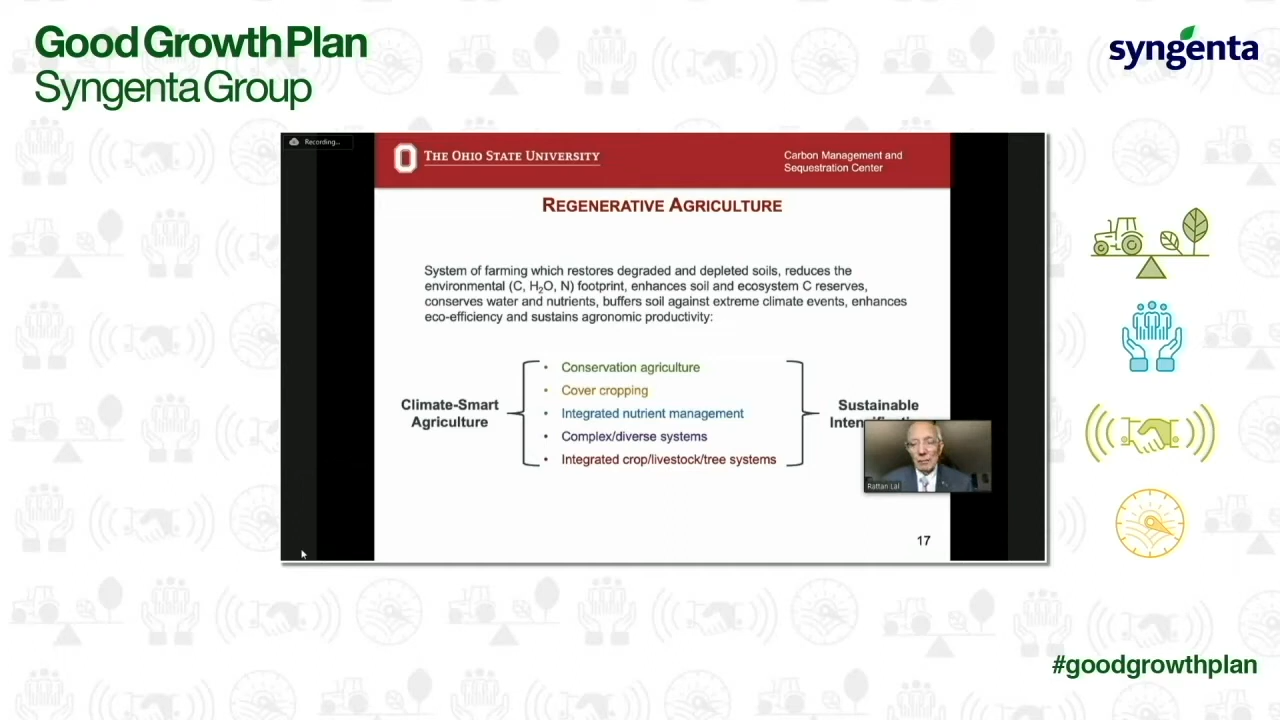 Good Growth Plan
Syngenta Group
syngenta
Recording...
THE OHIO STATE UNIVERSITY
Carbon Management and
Sequestration Center
REGENERATIVE AGRICULTURE
System of farming which restores degraded and depleted soils, reduces the
environmental (C, H₂O, N) footprint, enhances soil and ecosystem C reserves,
conserves water and nutrients, buffers soil against extreme climate events, enhances
eco-efficiency and sustains agronomic productivity:
Climate-Smart
Agriculture
• Conservation agriculture
• Cover cropping
• Integrated nutrient management
• Complex/diverse systems
• Integrated crop/livestock/tree systems
Sustainable
Rattan Lal
17
#goodgrowthplan